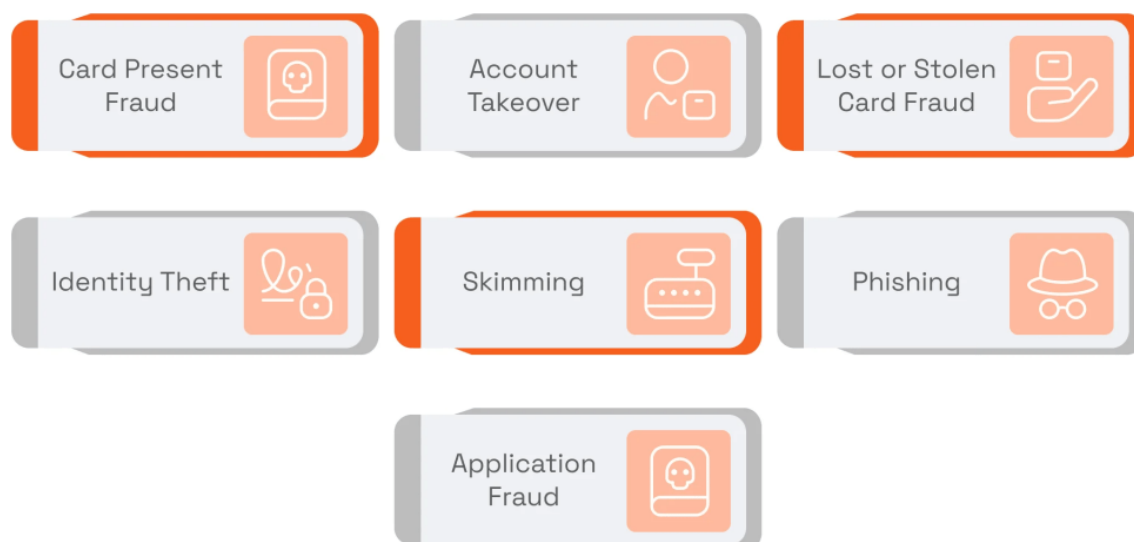 Card Present
Fraud
Account
Takeover
Lost or Stolen
Card Fraud
Identity Theft
Skimming
Phishing
Application
Fraud